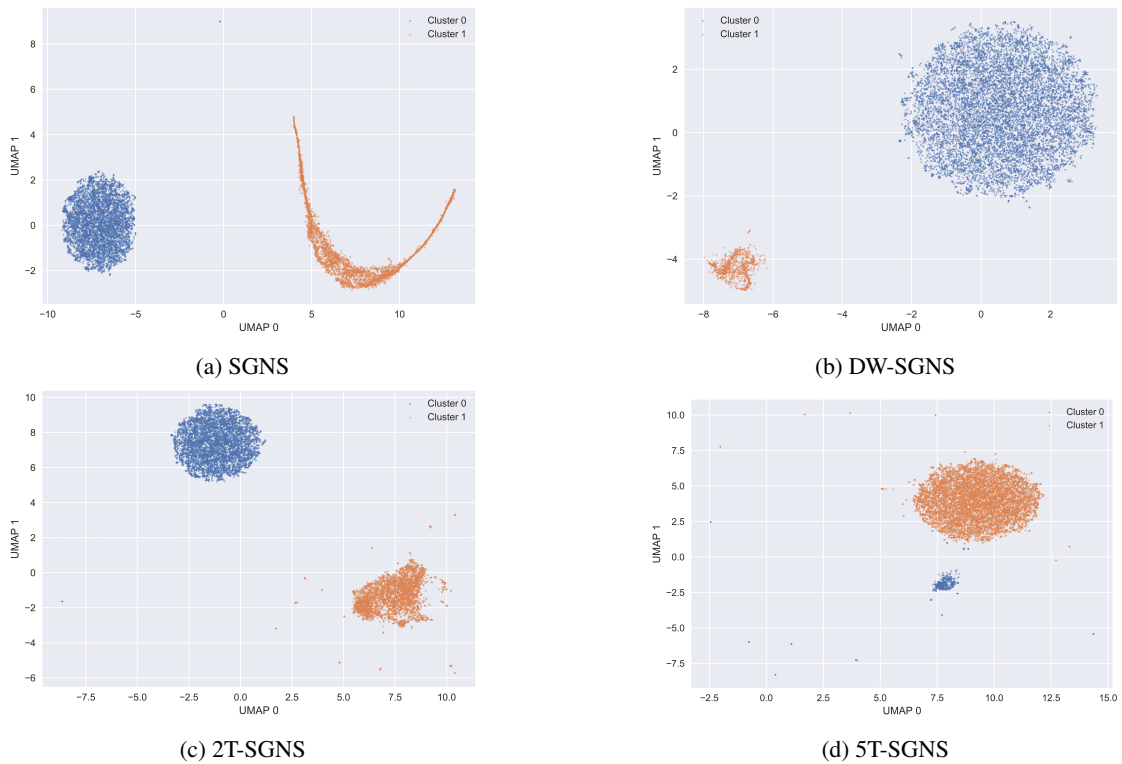 Cluster 0
Cluster 1
8
6
4
2
0
−2
UMAP 1
−10
−5
0
5
10
UMAP 0
(a) SGNS
Cluster 0
Cluster 1
2
0
−2
−4
UMAP 1
−8
−6
−4
−2
0
2
UMAP 0
(b) DW-SGNS
Cluster 0
Cluster 1
10
8
6
4
2
0
−2
−4
−6
UMAP 1
−7.5
−5.0
−2.5
0.0
2.5
5.0
7.5
10.0
UMAP 0
(c) 2T-SGNS
Cluster 0
Cluster 1
10.0
7.5
5.0
2.5
0.0
−2.5
−5.0
−7.5
UMAP 1
−2.5
0.0
2.5
5.0
7.5
10.0
12.5
15.0
UMAP 0
(d) 5T-SGNS